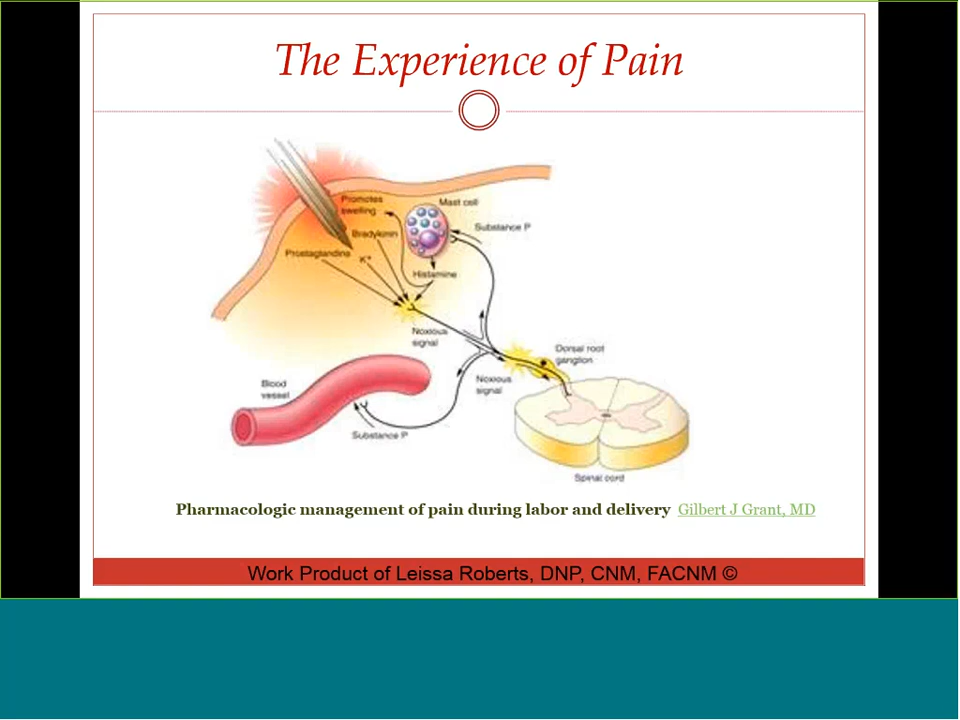 The Experience of Pain
Promotes
swelling
Mast cell
Substance P
Bradykinin
Prostaglandins
K+
Histamine
Noxious
signal
Dorsal root
ganglion
Noxious
signal
Blood
vessel
Substance P
Spinal cord
Pharmacologic management of pain during labor and delivery Gilbert J Grant, MD
Work Product of Leissa Roberts, DNP, CNM, FACNM ©